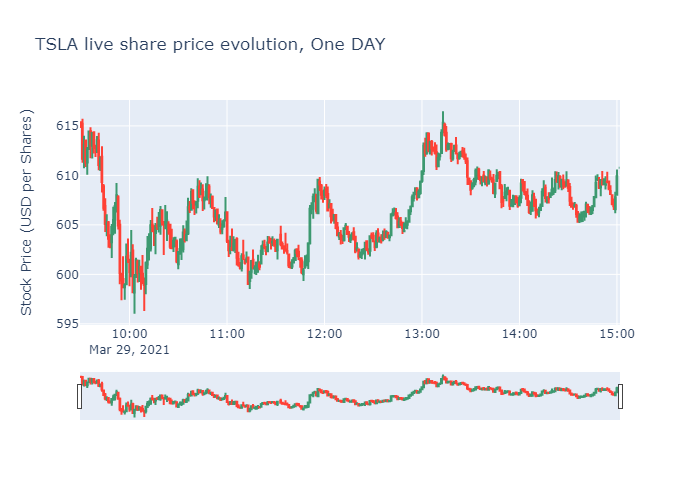 TSLA live share price evolution, One DAY
Stock Price (USD per Shares)
615
610
605
600
595
10:00 11:00 12:00 13:00 14:00 15:00
Mar 29, 2021